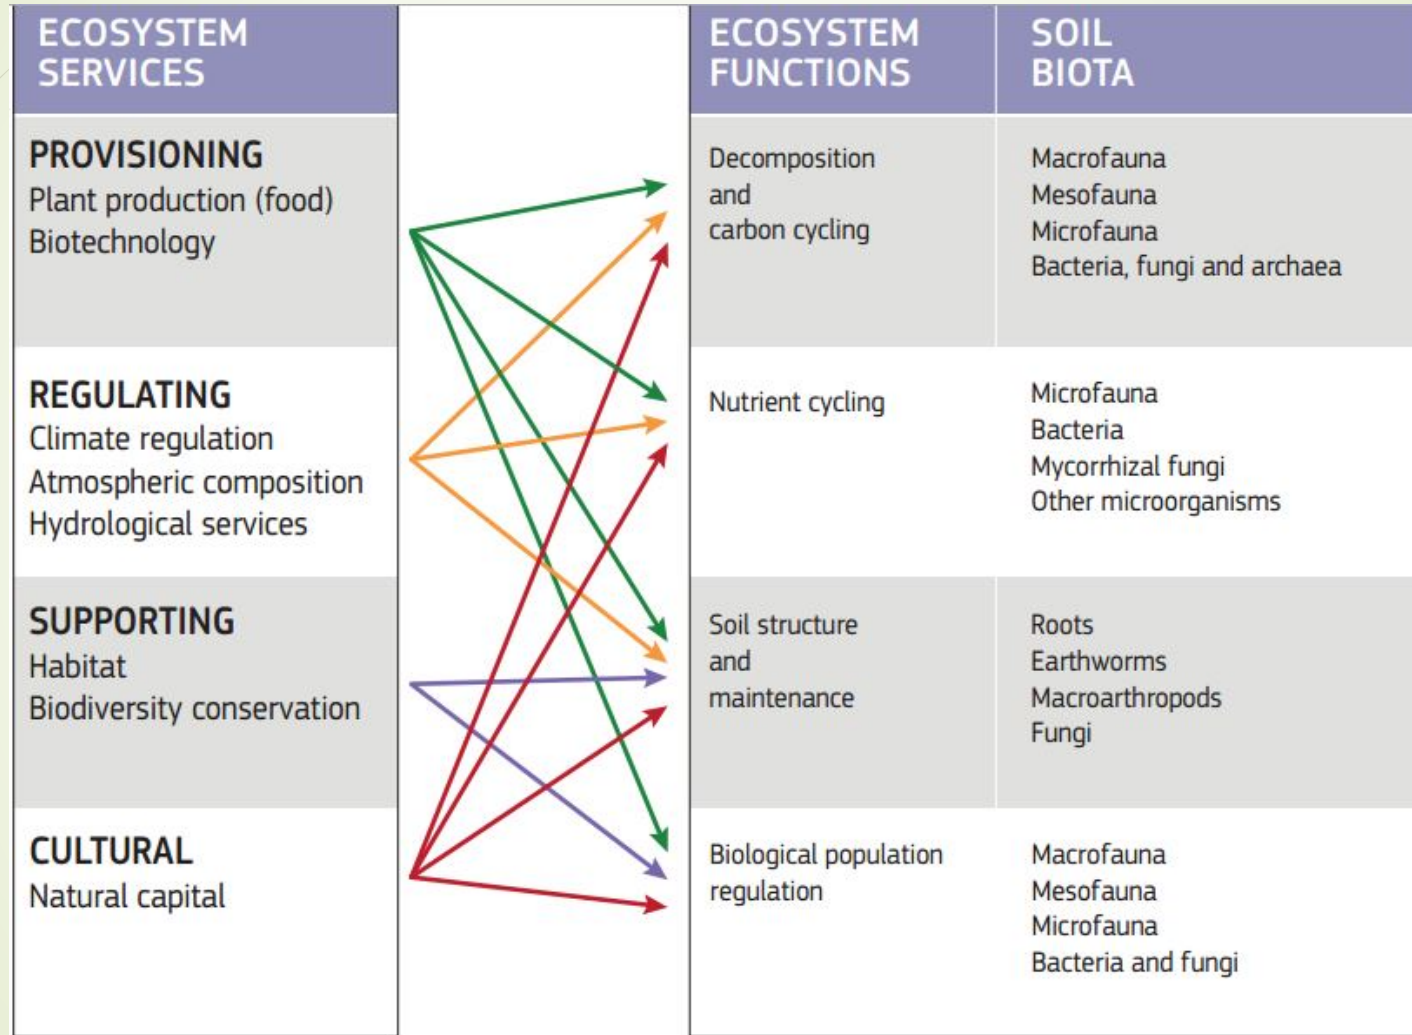 ECOSYSTEM
SERVICES
ECOSYSTEM
FUNCTIONS
SOIL
BIOTA
PROVISIONING
Plant production (food)
Biotechnology
Decomposition
and
carbon cycling
Macrofauna
Mesofauna
Microfauna
Bacteria, fungi and archaea
REGULATING
Climate regulation
Atmospheric composition
Hydrological services
Nutrient cycling
Microfauna
Bacteria
Mycorrhizal fungi
Other microorganisms
SUPPORTING
Habitat
Biodiversity conservation
Soil structure
and
maintenance
Roots
Earthworms
Macroarthropods
Fungi
CULTURAL
Natural capital
Biological population
regulation
Macrofauna
Mesofauna
Microfauna
Bacteria and fungi